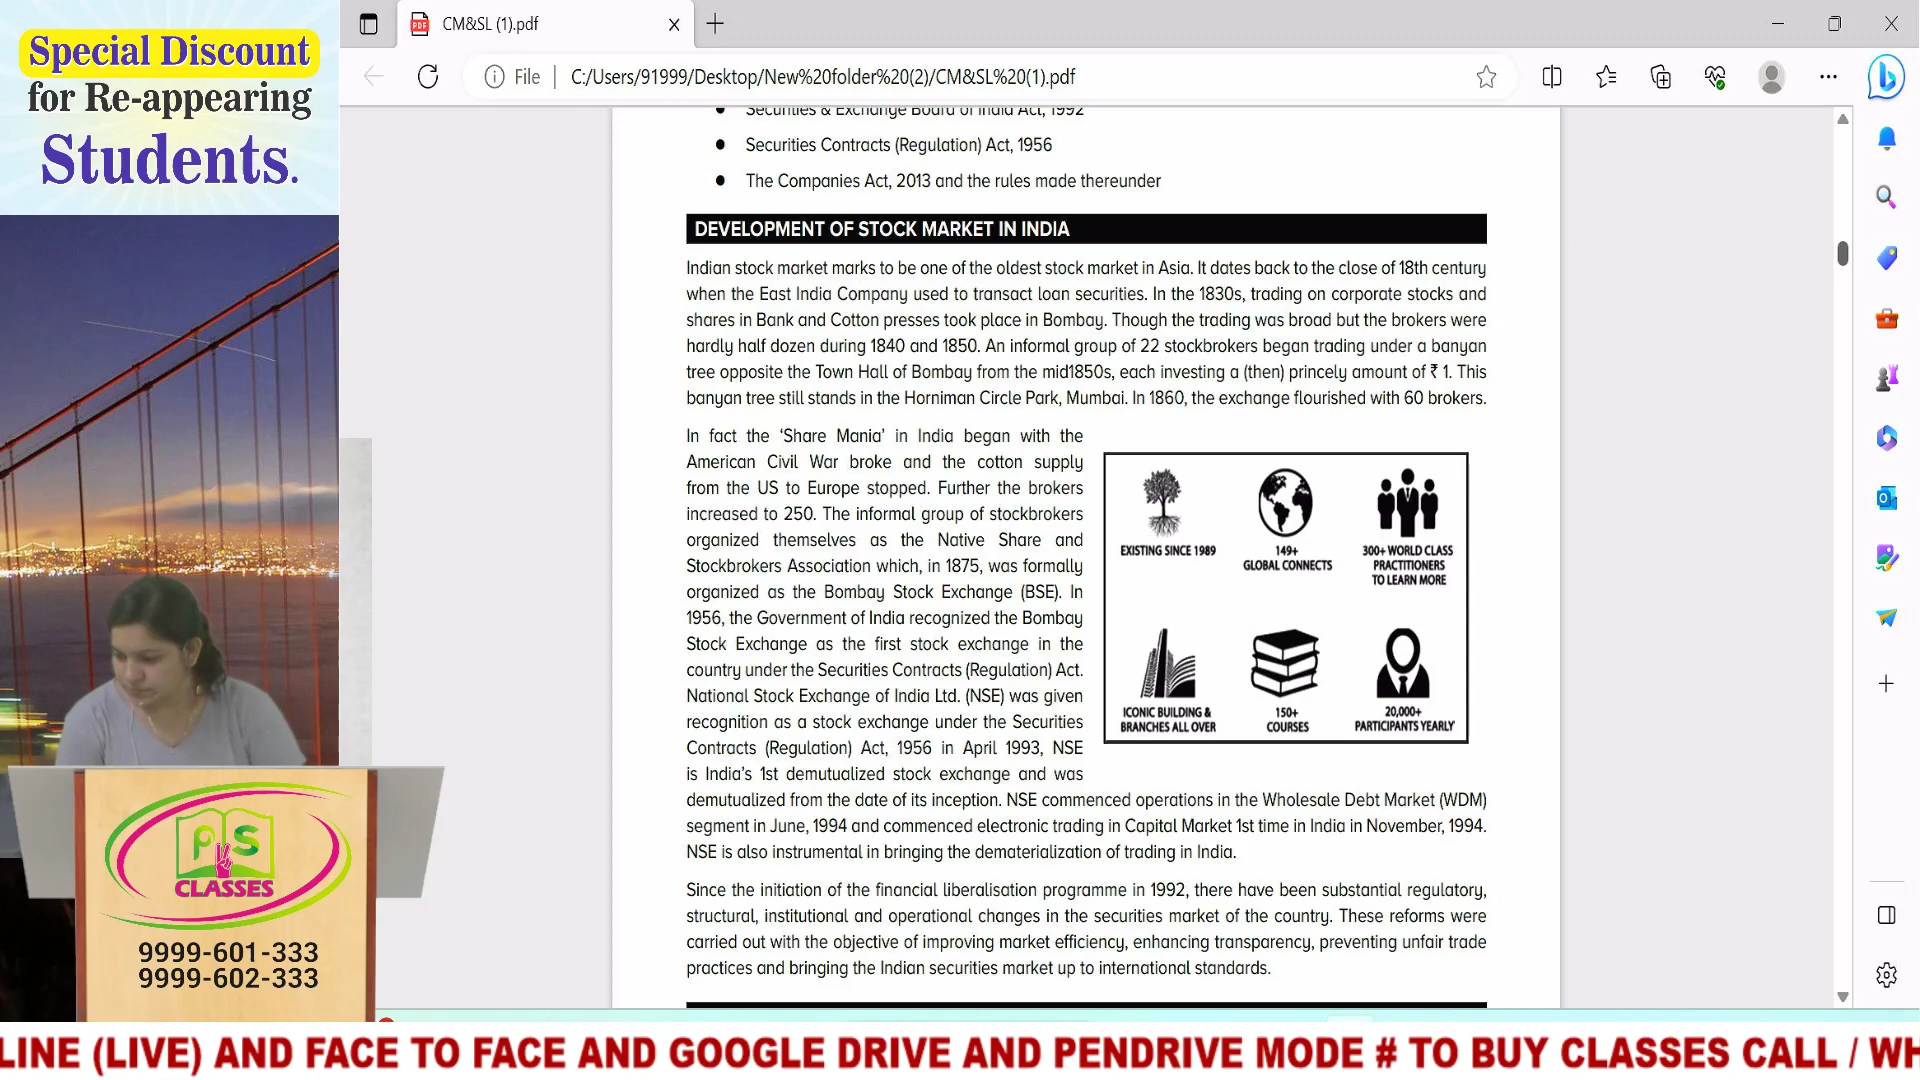 Special Discount
for Re-appearing
Students.
CM&SL (1).pdf
File
C:/Users/91999/Desktop/New%20folder%20(2)/CM&SL%20(1).pdf
Securities & Exchange Board of India Act, 1992
Securities Contracts (Regulation) Act, 1956
The Companies Act, 2013 and the rules made thereunder
DEVELOPMENT OF STOCK MARKET IN INDIA
Indian stock market marks to be one of the oldest stock market in Asia. It dates back to the close of 18th century
when the East India Company used to transact loan securities. In the 1830s, trading on corporate stocks and
shares in Bank and Cotton presses took place in Bombay. Though the trading was broad but the brokers were
hardly half dozen during 1840 and 1850. An informal group of 22 stockbrokers began trading under a banyan
tree opposite the Town Hall of Bombay from the mid1850s, each investing a (then) princely amount of ₹ 1. This
banyan tree still stands in the Horniman Circle Park, Mumbai. In 1860, the exchange flourished with 60 brokers.
In fact the ‘Share Mania’ in India began with the
American Civil War broke and the cotton supply
from the US to Europe stopped. Further the brokers
increased to 250. The informal group of stockbrokers
organized themselves as the Native Share and
Stockbrokers Association which, in 1875, was formally
organized as the Bombay Stock Exchange (BSE). In
1956, the Government of India recognized the Bombay
Stock Exchange as the first stock exchange in the
country under the Securities Contracts (Regulation) Act.
National Stock Exchange of India Ltd. (NSE) was given
recognition as a stock exchange under the Securities
Contracts (Regulation) Act, 1956 in April 1993, NSE
is India’s 1st demutualized stock exchange and was
demutualized from the date of its inception. NSE commenced operations in the Wholesale Debt Market (WDM)
segment in June, 1994 and commenced electronic trading in Capital Market 1st time in India in November, 1994.
NSE is also instrumental in bringing the dematerialization of trading in India.
EXISTING SINCE 1989
149+
GLOBAL CONNECTS
300+ WORLD CLASS
PRACTITIONERS
TO LEARN MORE
ICONIC BUILDING &
BRANCHES ALL OVER
150+
COURSES
20,000+
PARTICIPANTS YEARLY
Since the initiation of the financial liberalisation programme in 1992, there have been substantial regulatory,
structural, institutional and operational changes in the securities market of the country. These reforms were
carried out with the objective of improving market efficiency, enhancing transparency, preventing unfair trade
practices and bringing the Indian securities market up to international standards.
PS
CLASSES
9999-601-333
9999-602-333
LINE (LIVE) AND FACE TO FACE AND GOOGLE DRIVE AND PENDRIVE MODE # TO BUY CLASSES CALL / WH